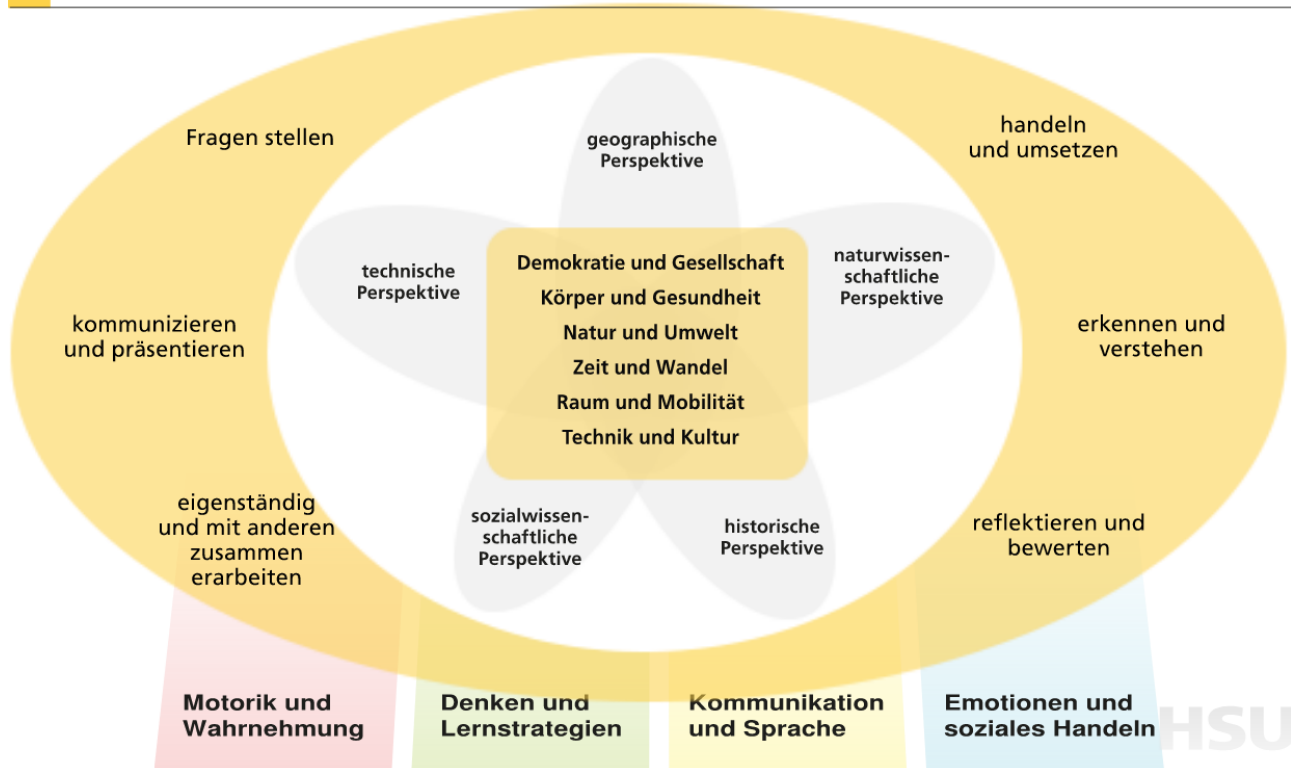 Fragen stellen
handeln
und umsetzen
geographische
Perspektive
technische
Perspektive
naturwissen-
schaftliche
Perspektive
Demokratie und Gesellschaft
Körper und Gesundheit
Natur und Umwelt
Zeit und Wandel
Raum und Mobilität
Technik und Kultur
kommunizieren
und präsentieren
erkennen und
verstehen
eigenständig
und mit anderen
zusammen
erarbeiten
sozialwissen-
schaftliche
Perspektive
historische
Perspektive
reflektieren und
bewerten
Motorik und
Wahrnehmung
Denken und
Lernstrategien
Kommunikation
und Sprache
Emotionen und
soziales Handeln
HSU